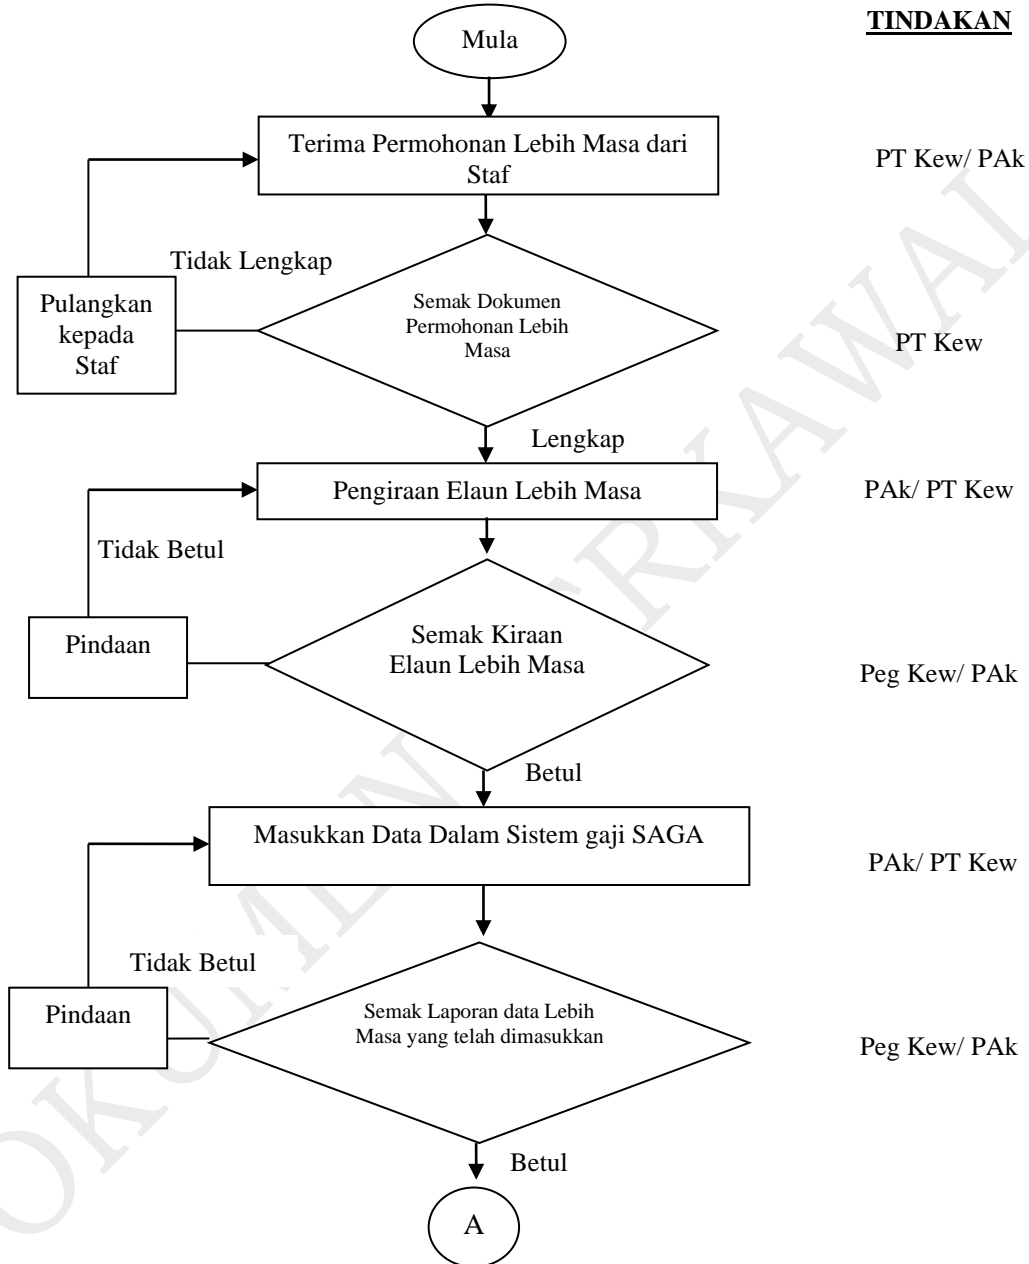 Mula
TINDAKAN
Terima Permohonan Lebih Masa dari
Staf
PT Kew/ PAk
Tidak Lengkap
Pulangkan
kepada
Staf
Semak Dokumen
Permohonan Lebih
Masa
PT Kew
Lengkap
Pengiraan Elaun Lebih Masa
PAk/ PT Kew
Tidak Betul
Pindaan
Semak Kiraan
Elaun Lebih Masa
Peg Kew/ PAk
Betul
Masukkan Data Dalam Sistem gaji SAGA
PAk/ PT Kew
Tidak Betul
Pindaan
Semak Laporan data Lebih
Masa yang telah dimasukkan
Peg Kew/ PAk
Betul
A